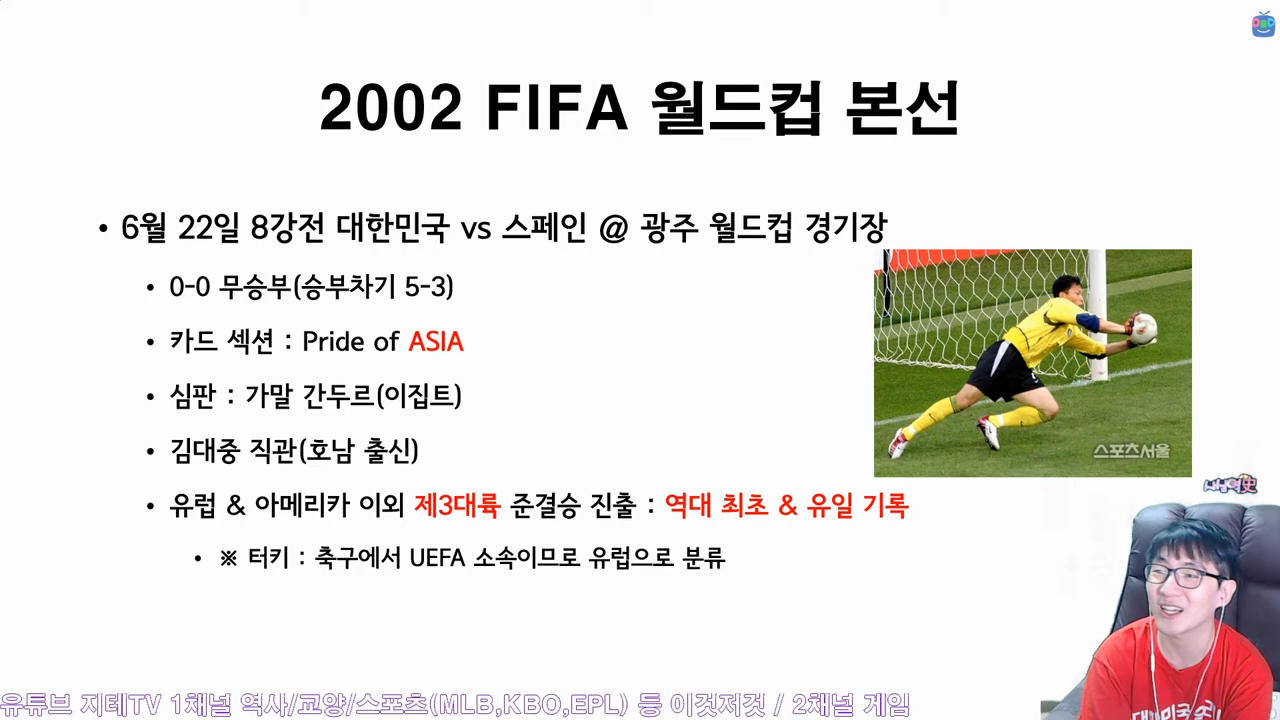 2002 FIFA 월드컵 본선
• 6월 22일 8강전 대한민국 vs 스페인 @ 광주 월드컵 경기장
• 0-0 무승부(승부차기 5-3)
• 카드 섹션 : Pride of ASIA
• 심판 : 가말 간두르(이집트)
• 김대중 직관(호남 출신)
• 유럽 & 아메리카 이외 제3대륙 준결승 진출 : 역대 최초 & 유일 기록
• ※ 터키 : 축구에서 UEFA 소속이므로 유럽으로 분류
스포츠서울
유튜브 지테TV 1채널 역사/교양/스포츠(MLB,KBO,EPL) 등 이것저것 / 2채널 게임